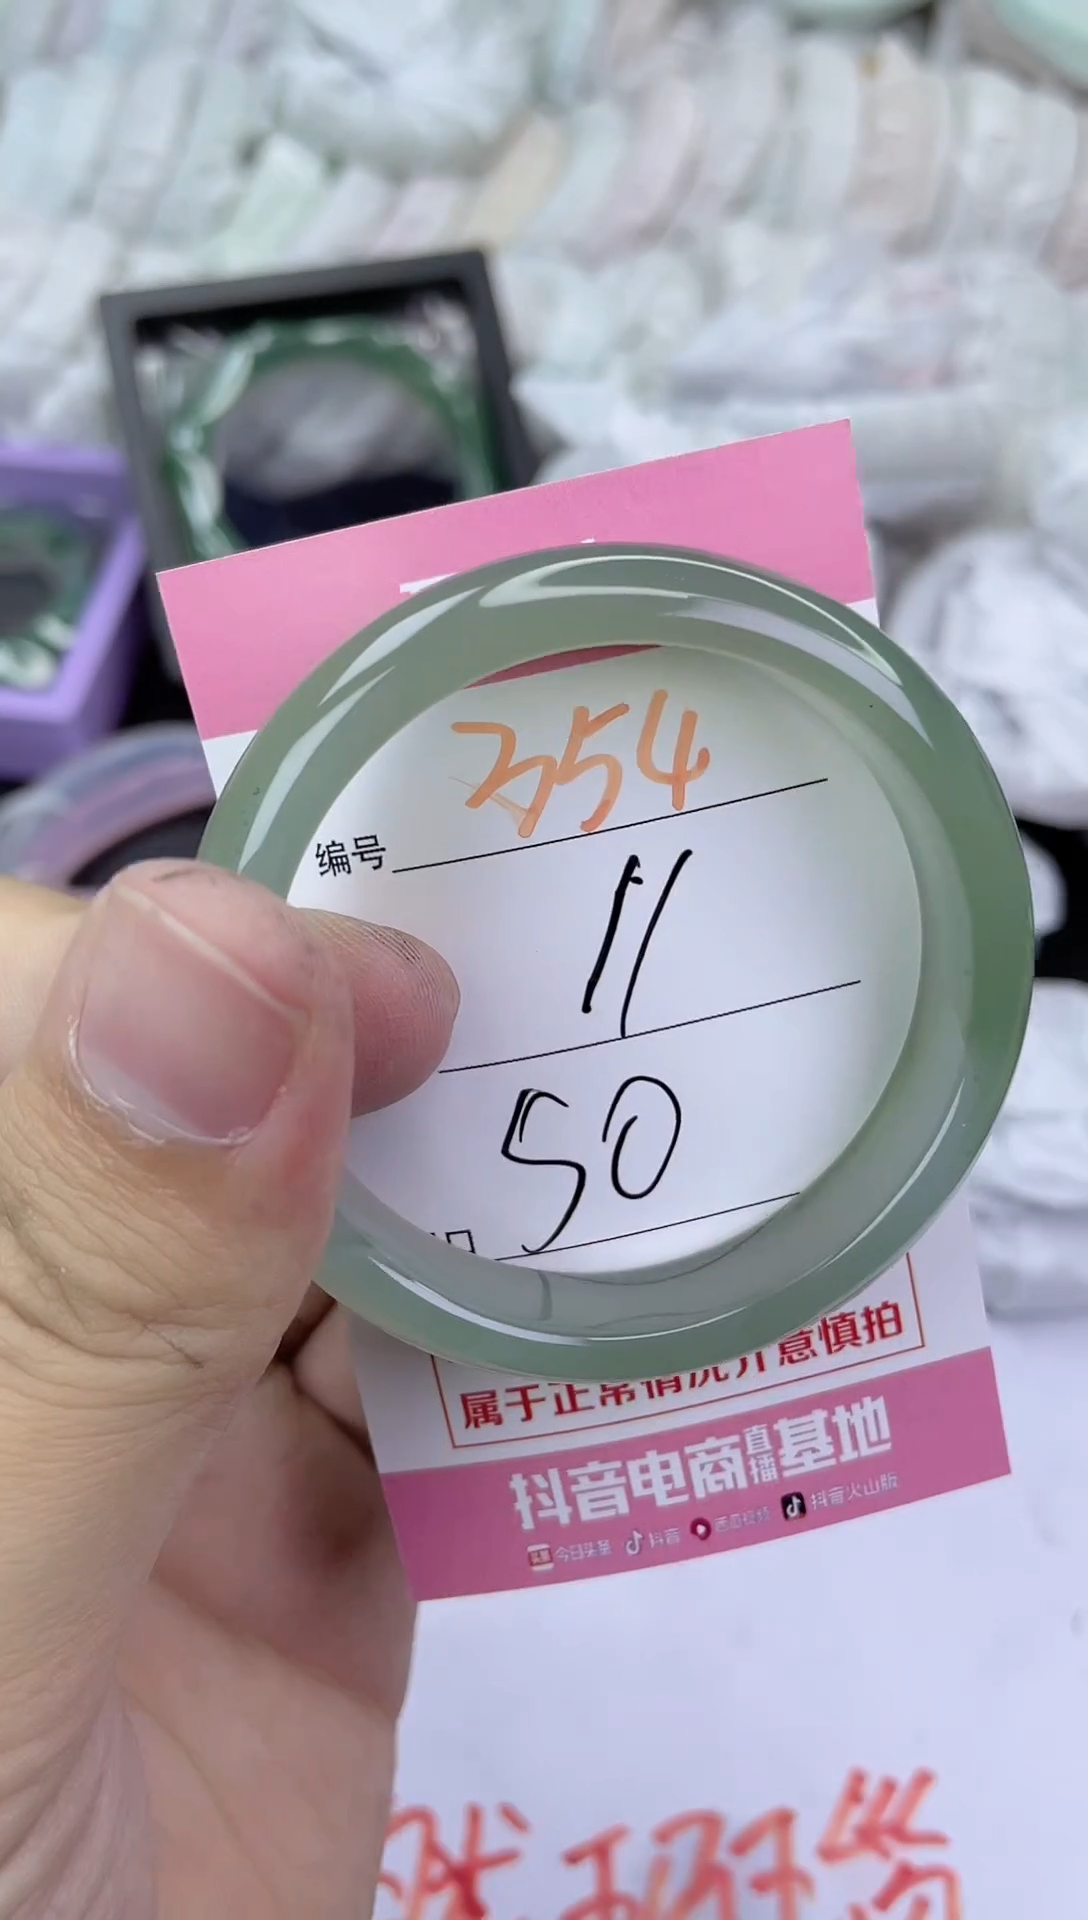 354
编号
11
50
属于正常情况介意慎拍
抖音电商直播基地
今日头条 抖音 西瓜视频 抖音火山版